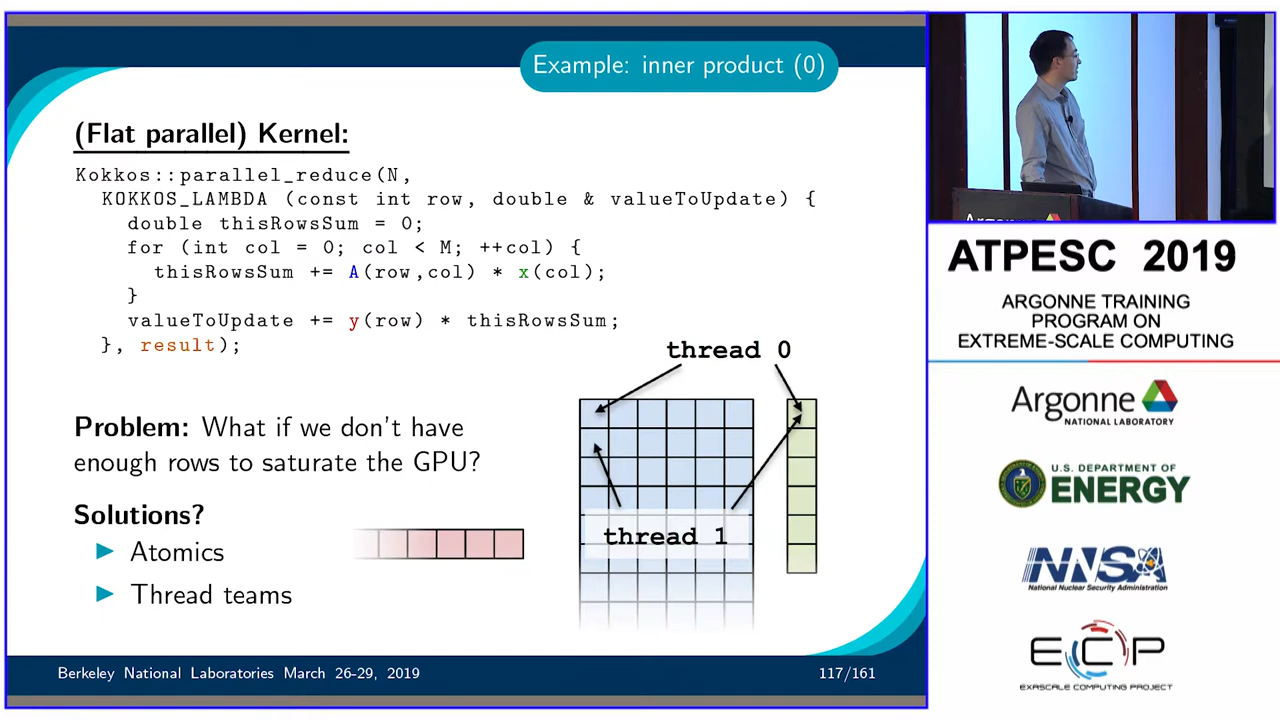 Example: inner product (0)
(Flat parallel) Kernel:
Kokkos::parallel_reduce(N,
KOKKOS_LAMBDA (const int row, double & valueToUpdate) {
double thisRowsSum = 0;
for (int col = 0; col < M; ++col) {
thisRowsSum += A(row,col) * x(col);
}
valueToUpdate += y(row) * thisRowsSum;
}, result);
thread 0
thread 1
Problem: What if we don't have
enough rows to saturate the GPU?
Solutions?
▶ Atomics
▶ Thread teams
Berkeley National Laboratories March 26-29, 2019
117/161
Argonne
ATPESC 2019
ARGONNE TRAINING
PROGRAM ON
EXTREME-SCALE COMPUTING
Argonne
NATIONAL LABORATORY
U.S. DEPARTMENT OF
ENERGY
NNSA
National Nuclear Security Administration
ECP
EXASCALE COMPUTING PROJECT